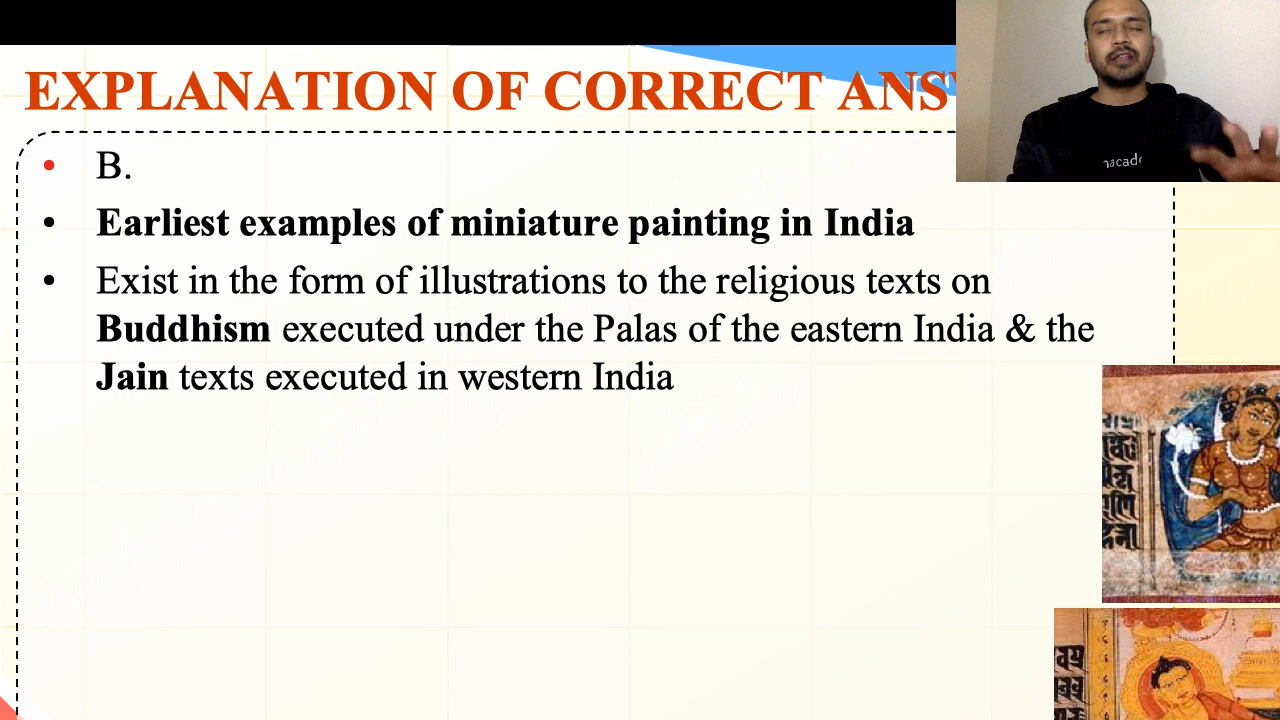 EXPLANATION OF CORRECT ANS
B.
Earliest examples of miniature painting in India
Exist in the form of illustrations to the religious texts on
Buddhism executed under the Palas of the eastern India & the
Jain texts executed in western India